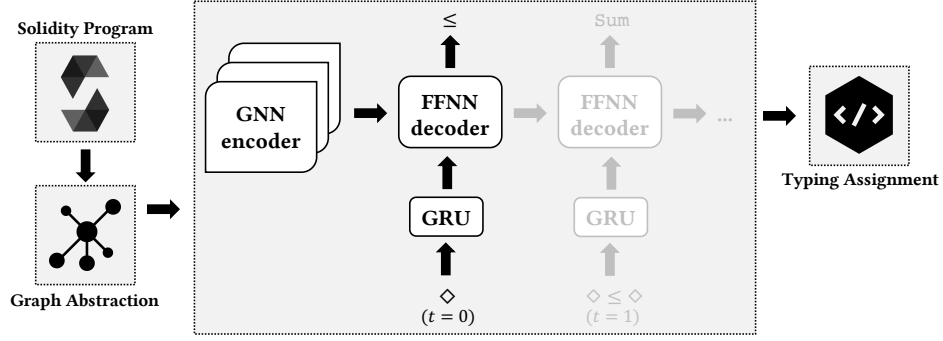 Solidity Program
Graph Abstraction
GNN
encoder
≤
FFNN
decoder
GRU
◇
(t = 0)
Sum
FFNN
decoder
GRU
◇ ≤ ◇
(t = 1)
...
</>
Typing Assignment